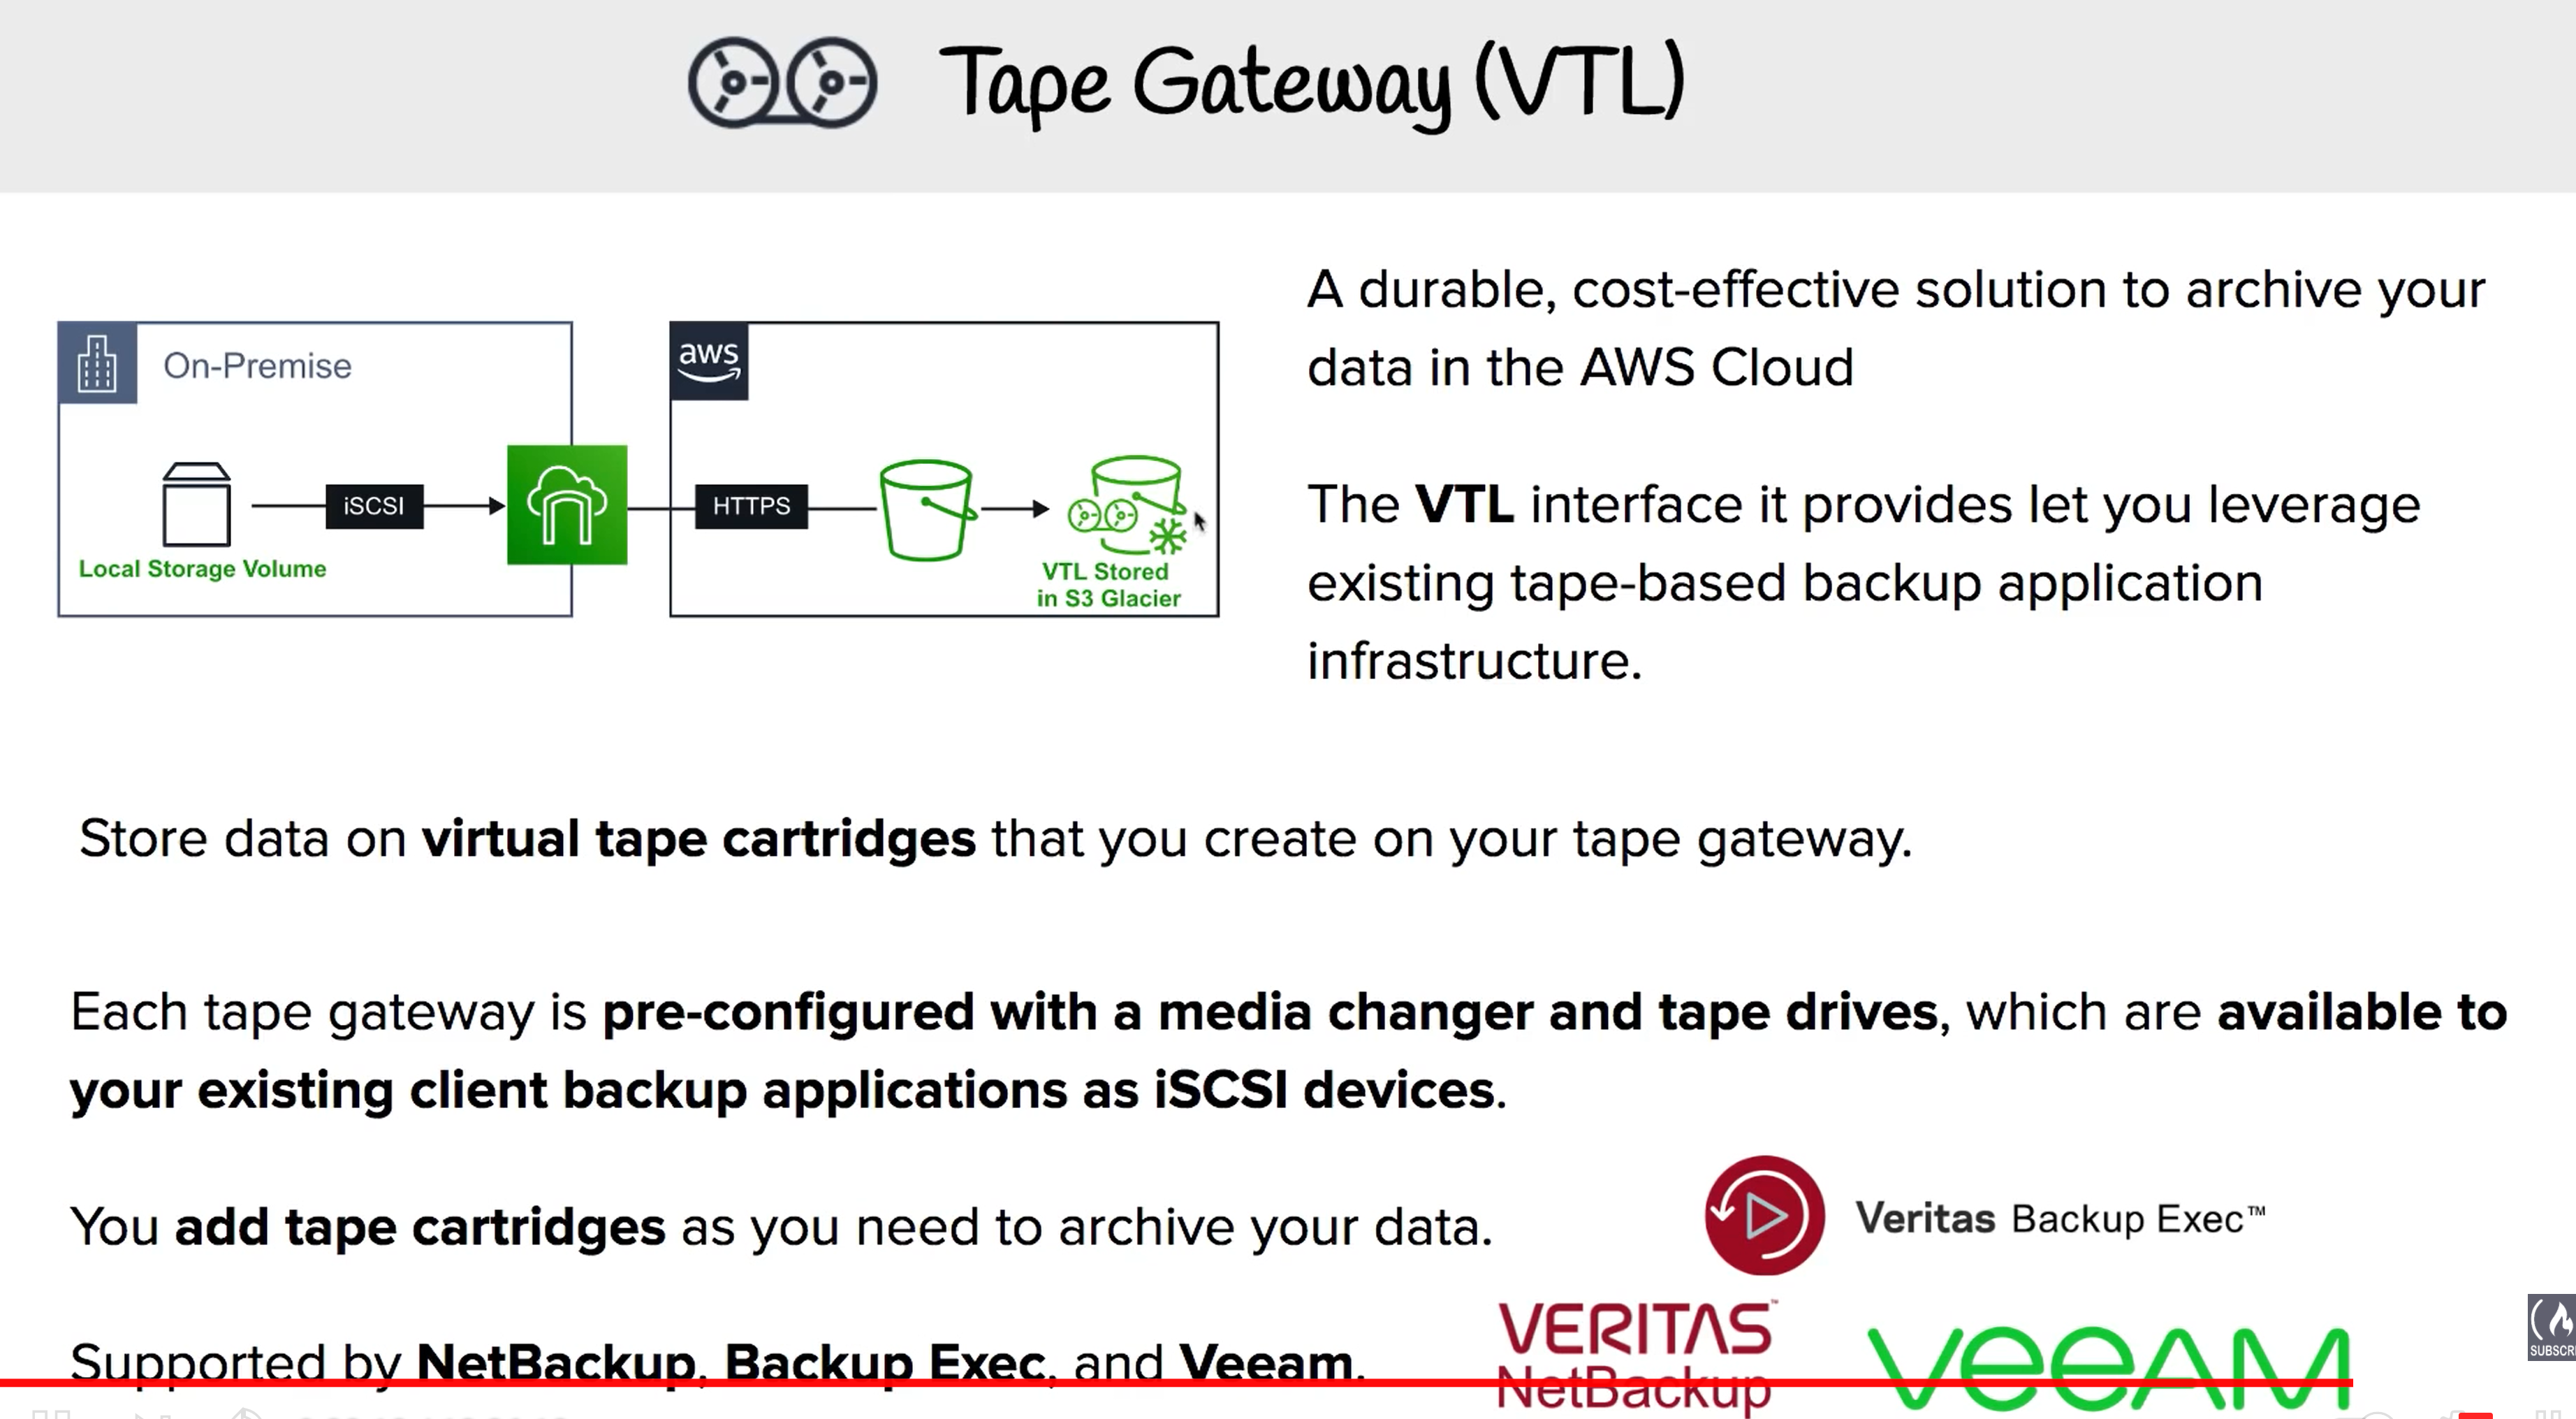 Tape Gateway (VTL)
On-Premise
aws
iSCSI
HTTPS
Local Storage Volume
VTL Stored
in S3 Glacier
A durable, cost-effective solution to archive your
data in the AWS Cloud
The VTL interface it provides let you leverage
existing tape-based backup application
infrastructure.
Store data on virtual tape cartridges that you create on your tape gateway.
Each tape gateway is pre-configured with a media changer and tape drives, which are available to
your existing client backup applications as iSCSI devices.
You add tape cartridges as you need to archive your data.
Veritas Backup Exec™
Supported by NetBackup, Backup Exec, and Veeam.
VERITAS™
NetBackup
veeAM